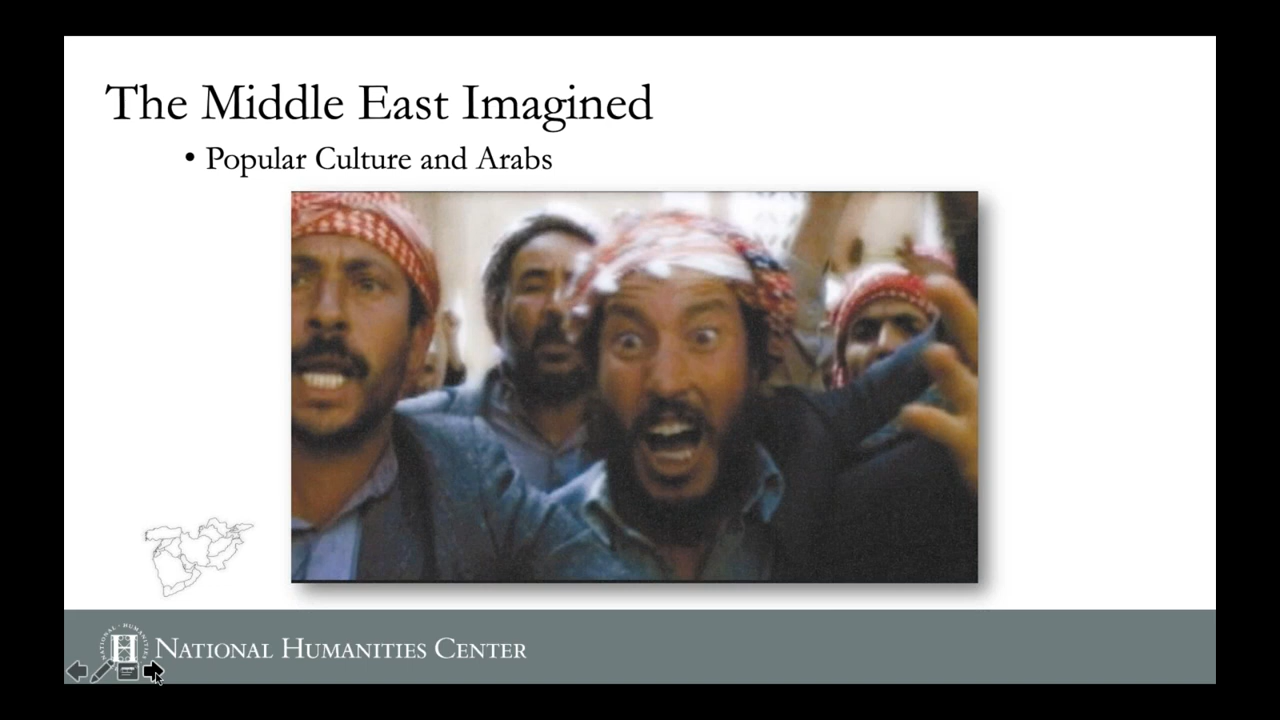 The Middle East Imagined
• Popular Culture and Arabs
NATIONAL HUMANITIES CENTER